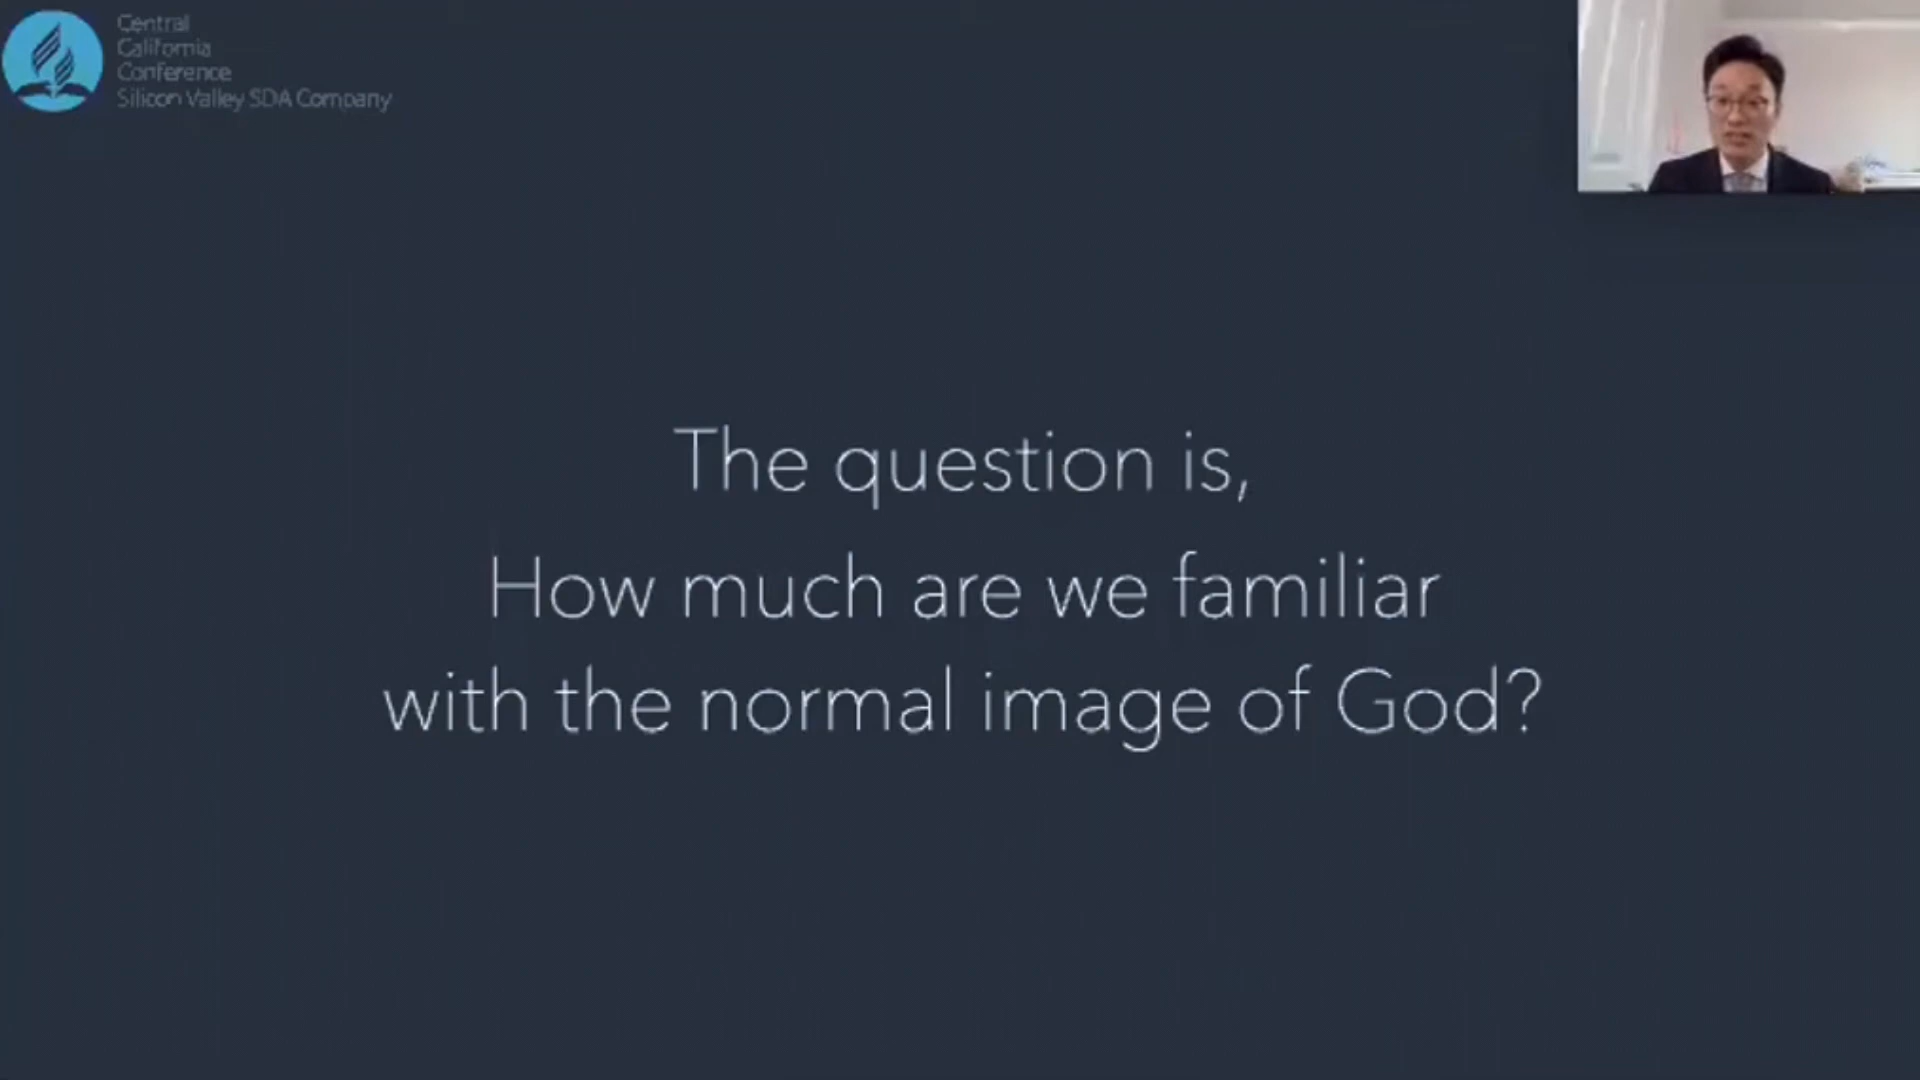 Central
California
Conference
Silicon Valley SDA Company
The question is,
How much are we familiar
with the normal image of God?